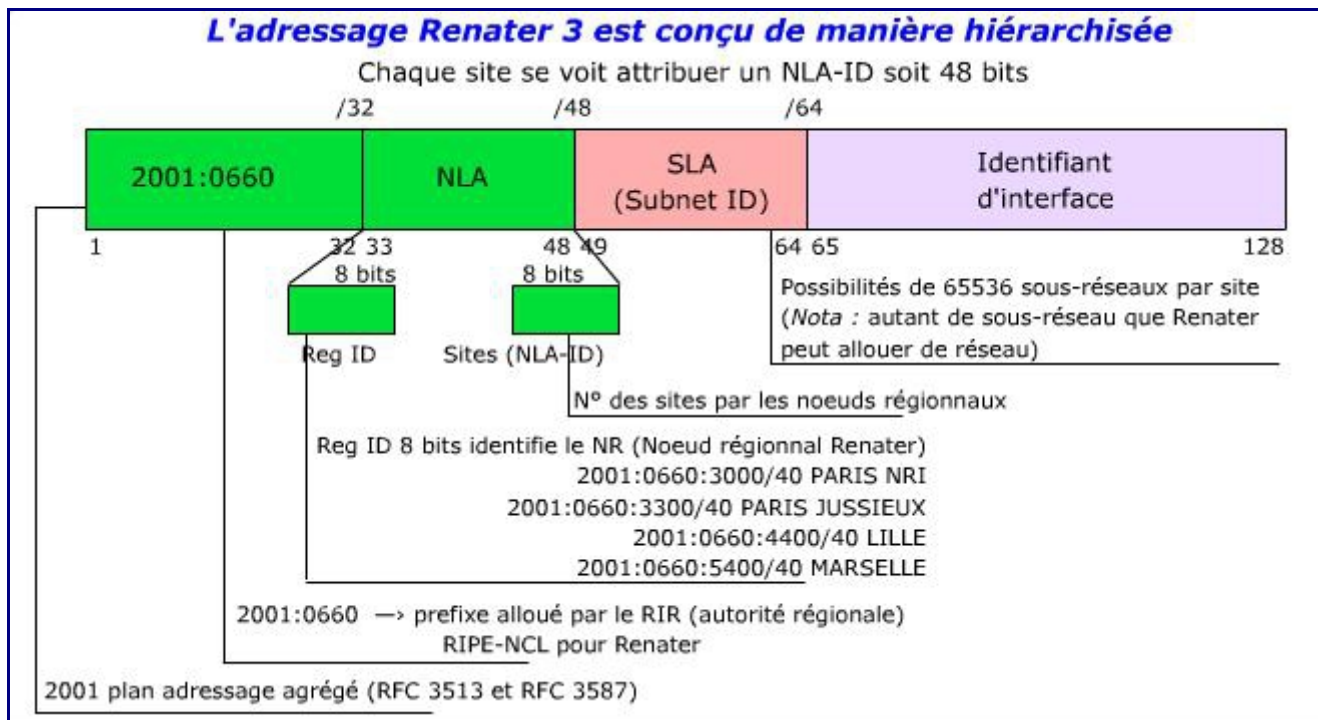 L'adressage Renater 3 est conçu de manière hiérarchisée
Chaque site se voit attribuer un NLA-ID soit 48 bits
/32 /48 /64
2001:0660 NLA SLA (Subnet ID) Identifiant d'interface
1 32 33 48 49 64 65 128
8 bits 8 bits
Reg ID Sites (NLA-ID)
Possibilités de 65536 sous-réseaux par site
(Nota : autant de sous-réseau que Renater
peut allouer de réseau)
N° des sites par les noeuds régionnaux
Reg ID 8 bits identifie le NR (Noeud régionnal Renater)
2001:0660:3000/40 PARIS NRI
2001:0660:3300/40 PARIS JUSSIEUX
2001:0660:4400/40 LILLE
2001:0660:5400/40 MARSELLE
2001:0660 —> prefixe alloué par le RIR (autorité régionale)
RIPE-NCL pour Renater
2001 plan adressage agrégé (RFC 3513 et RFC 3587)